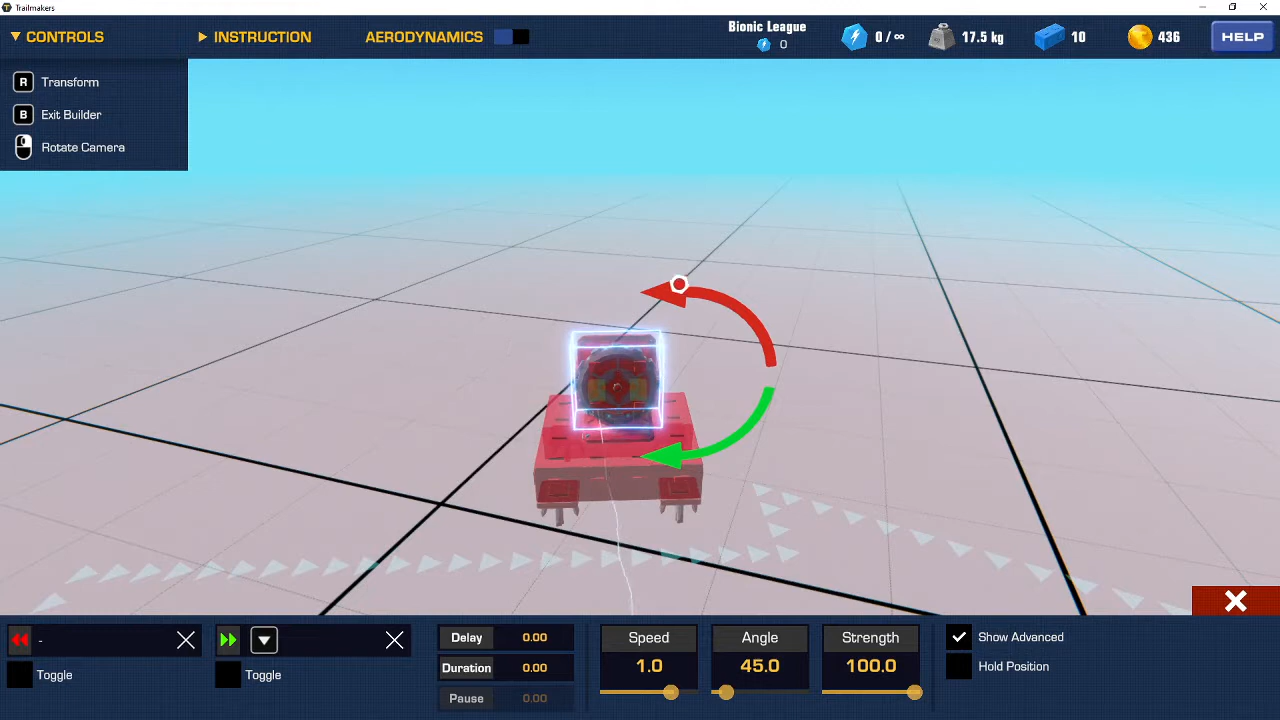 Trailmakers
CONTROLS
INSTRUCTION
AERODYNAMICS
Bionic League
0
0 / ∞
17.5 kg
10
436
HELP
R Transform
B Exit Builder
Rotate Camera
-
Toggle
Toggle
Delay 0.00
Duration 0.00
Pause 0.00
Speed
1.0
Angle
45.0
Strength
100.0
Show Advanced
Hold Position